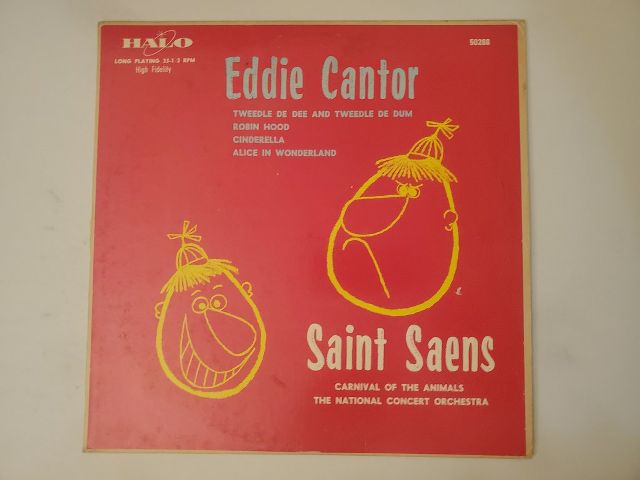 HALO
LONG PLAYING 33-1/3 RPM
High Fidelity
50286
Eddie Cantor
TWEEDLE DE DEE AND TWEEDLE DE DUM
ROBIN HOOD
CINDERELLA
ALICE IN WONDERLAND
Saint Saens
CARNIVAL OF THE ANIMALS
THE NATIONAL CONCERT ORCHESTRA